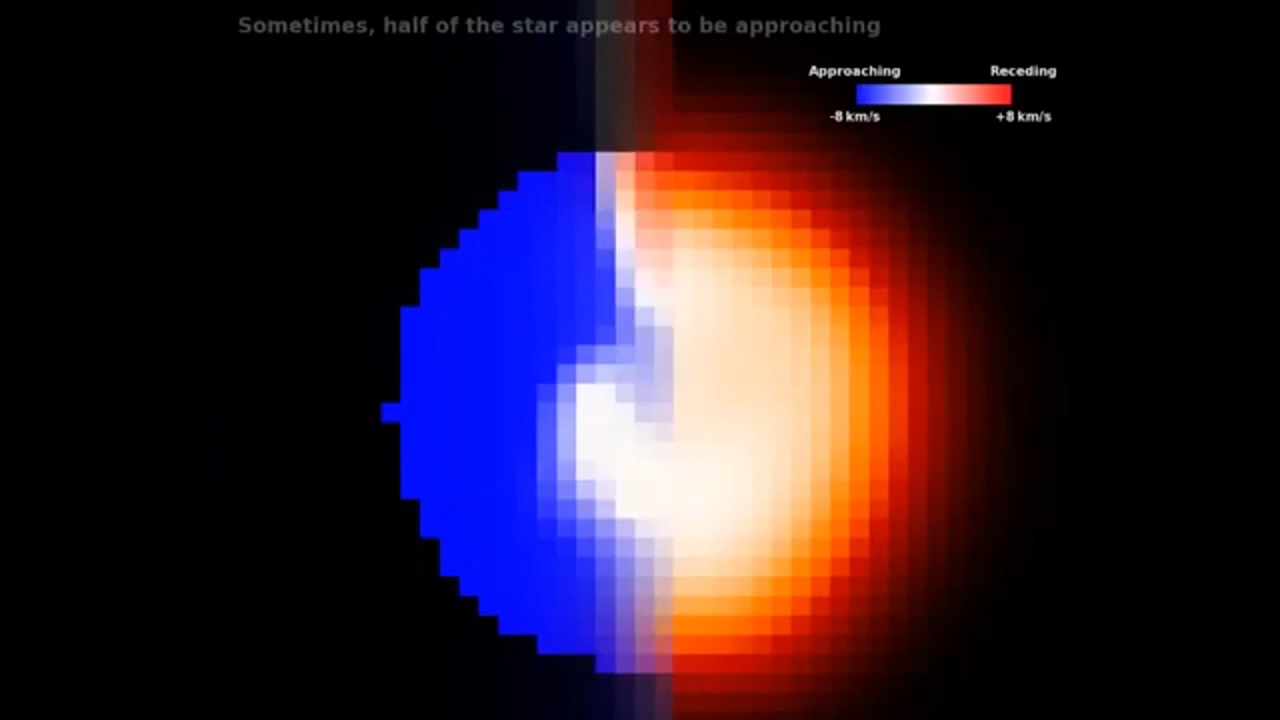 Sometimes, half of the star appears to be approaching
Approaching Receding
-8 km/s +8 km/s